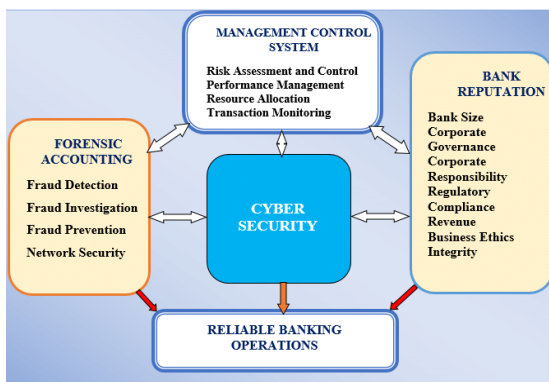 MANAGEMENT CONTROL
SYSTEM
Risk Assessment and Control
Performance Management
Resource Allocation
Transaction Monitoring
FORENSIC
ACCOUNTING
Fraud Detection
Fraud Investigation
Fraud Prevention
Network Security
CYBER
SECURITY
BANK
REPUTATION
Bank Size
Corporate
Governance
Corporate
Responsibility
Regulatory
Compliance
Revenue
Business Ethics
Integrity
RELIABLE BANKING
OPERATIONS